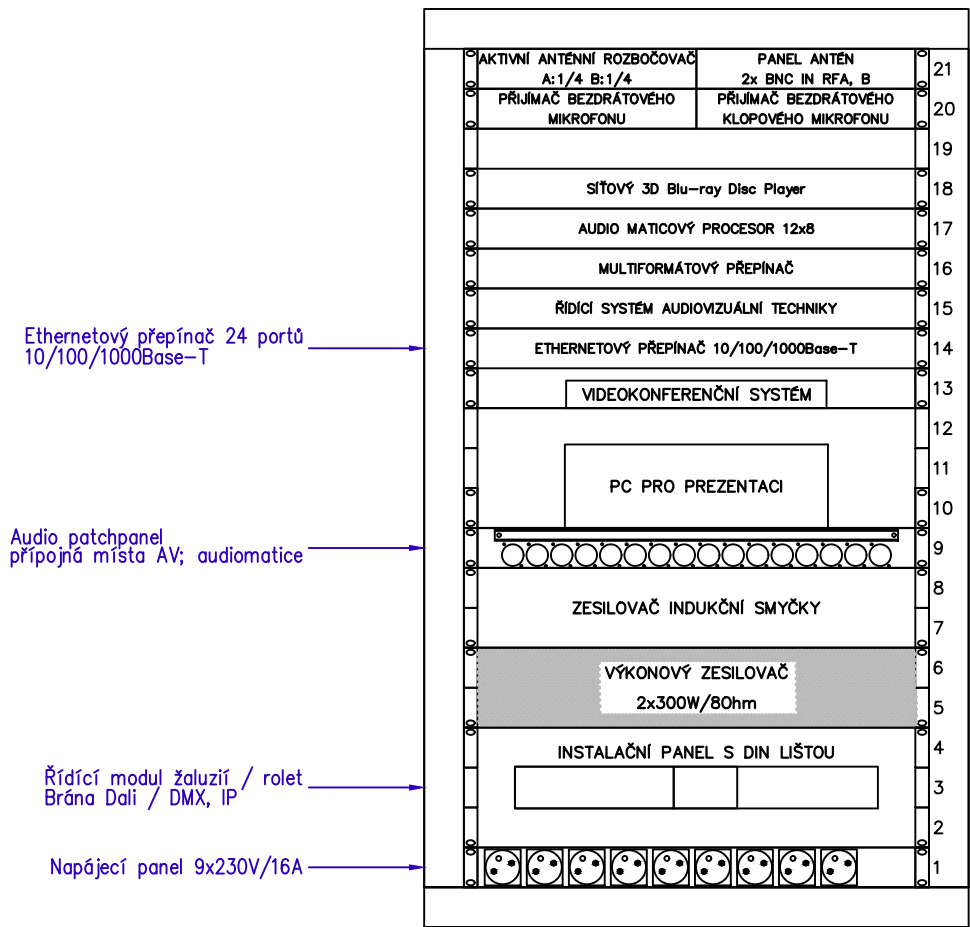 AKTIVNÍ ANTÉNNÍ ROZBOČOVAČ
A:1/4 B:1/4
PANEL ANTÉN
2x BNC IN RFA, B
21
PŘIJÍMAČ BEZDRÁTOVÉHO
MIKROFONU
PŘIJÍMAČ BEZDRÁTOVÉHO
KLOPOVÉHO MIKROFONU
20
19
SÍŤOVÝ 3D Blu-ray Disc Player
18
AUDIO MATICOVÝ PROCESOR 12x8
17
MULTIFORMÁTOVÝ PŘEPÍNAČ
16
ŘÍDÍCÍ SYSTÉM AUDIOVIZUÁLNÍ TECHNIKY
15
Ethernetový přepínač 24 portů
10/100/1000Base-T
ETHERNETOVÝ PŘEPÍNAČ 10/100/1000Base-T
14
VIDEOKONFERENČNÍ SYSTÉM
13
12
11
PC PRO PREZENTACI
10
Audio patchpanel
přípojná místa AV; audiomatice
9
8
ZESILOVAČ INDUKČNÍ SMYČKY
7
6
VÝKONOVÝ ZESILOVAČ
2x300W/8Ohm
5
4
INSTALAČNÍ PANEL S DIN LIŠTOU
Řídící modul žaluzií / rolet
Brána Dali / DMX, IP
3
2
Napájecí panel 9x230V/16A
1